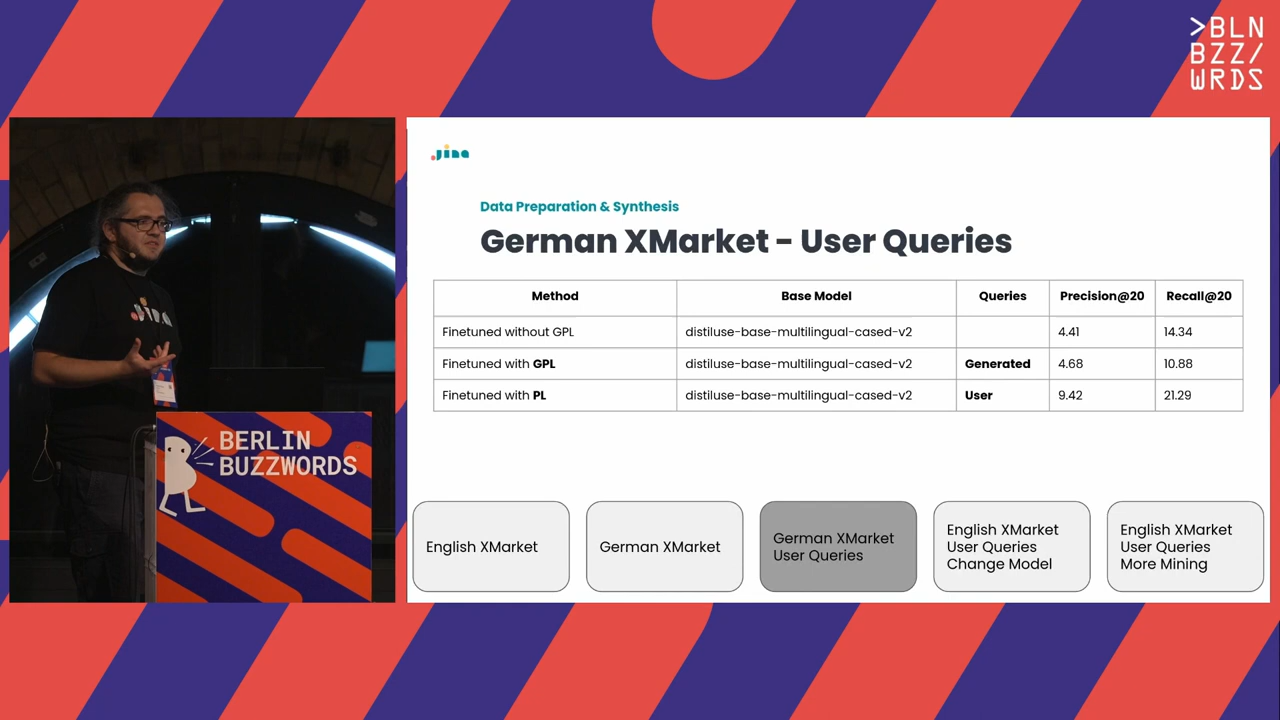 >BLN
BZZ/
WRDS
Jina
Data Preparation & Synthesis
German XMarket - User Queries
Method Base Model Queries Precision@20 Recall@20
Finetuned without GPL distiluse-base-multilingual-cased-v2 4.41 14.34
Finetuned with GPL distiluse-base-multilingual-cased-v2 Generated 4.68 10.88
Finetuned with PL distiluse-base-multilingual-cased-v2 User 9.42 21.29
English XMarket
German XMarket
German XMarket
User Queries
English XMarket
User Queries
Change Model
English XMarket
User Queries
More Mining
Jina
BERLIN
BUZZWORDS